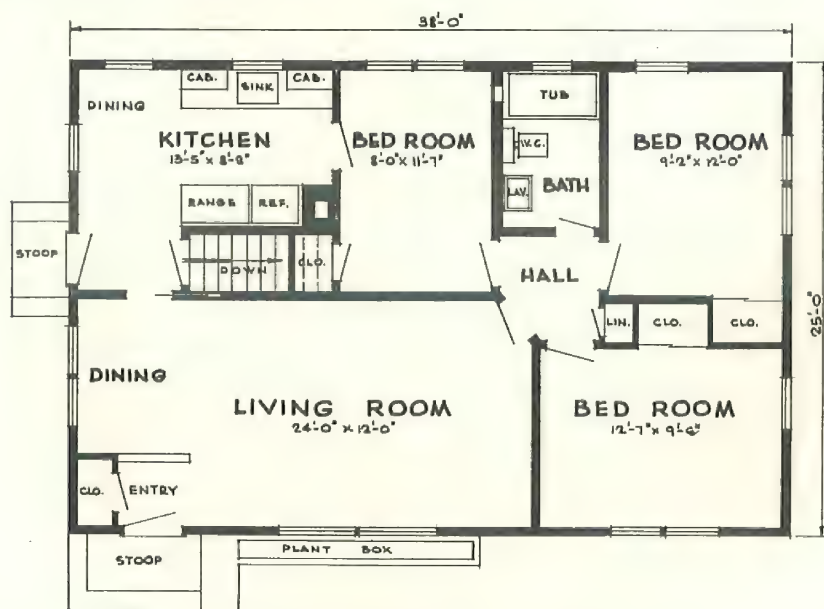 38'-0"
CAB.
SINK
CAB.
DINING
TUB
KITCHEN
13'-5" x 8'-8"
BED ROOM
8'-0" x 11'-7"
W.C.
BED ROOM
9'-2" x 12'-0"
LAV.
BATH
RANGE
REF.
STOOP
DOWN
CLO.
HALL
25'-0"
LIN.
CLO.
CLO.
DINING
LIVING ROOM
24'-0" x 12'-0"
BED ROOM
12'-7" x 9'-6"
CLO.
ENTRY
STOOP
PLANT BOX